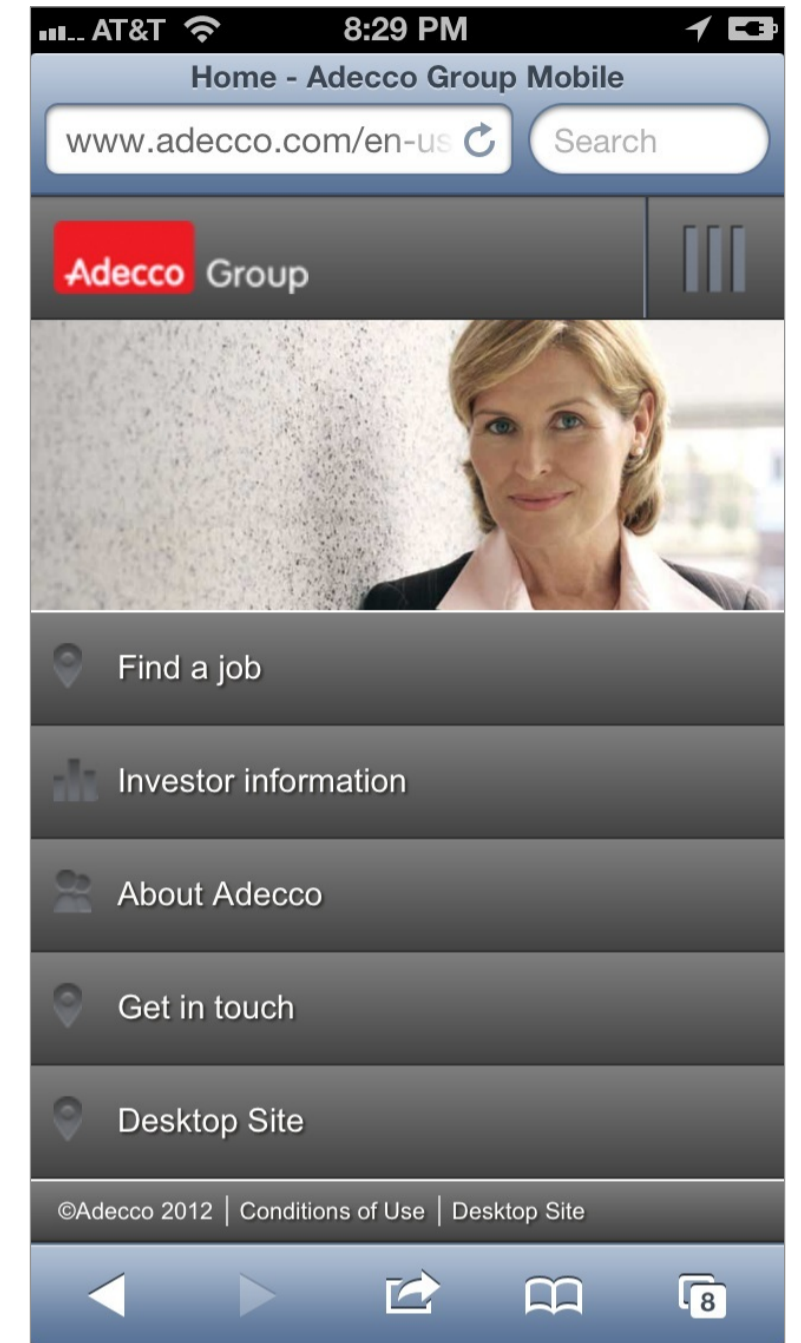 AT&T 8:29 PM
Home - Adecco Group Mobile
www.adecco.com/en-us Search
Adecco Group
Find a job
Investor information
About Adecco
Get in touch
Desktop Site
©Adecco 2012 | Conditions of Use | Desktop Site
8